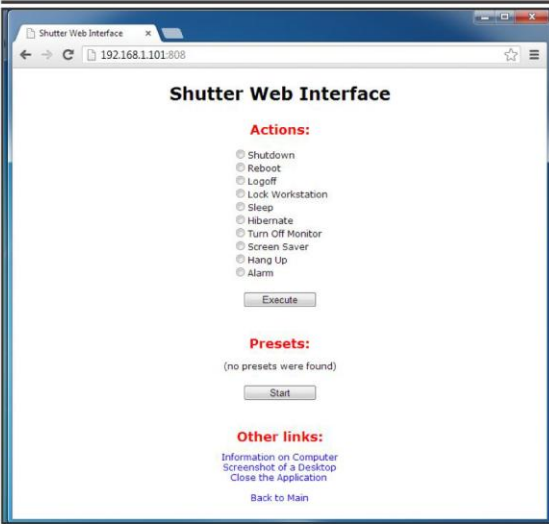 Shutter Web Interface
192.168.1.101:808
Shutter Web Interface
Actions:
Shutdown
Reboot
Logoff
Lock Workstation
Sleep
Hibernate
Turn Off Monitor
Screen Saver
Hang Up
Alarm
Execute
Presets:
(no presets were found)
Start
Other links:
Information on Computer
Screenshot of a Desktop
Close the Application
Back to Main